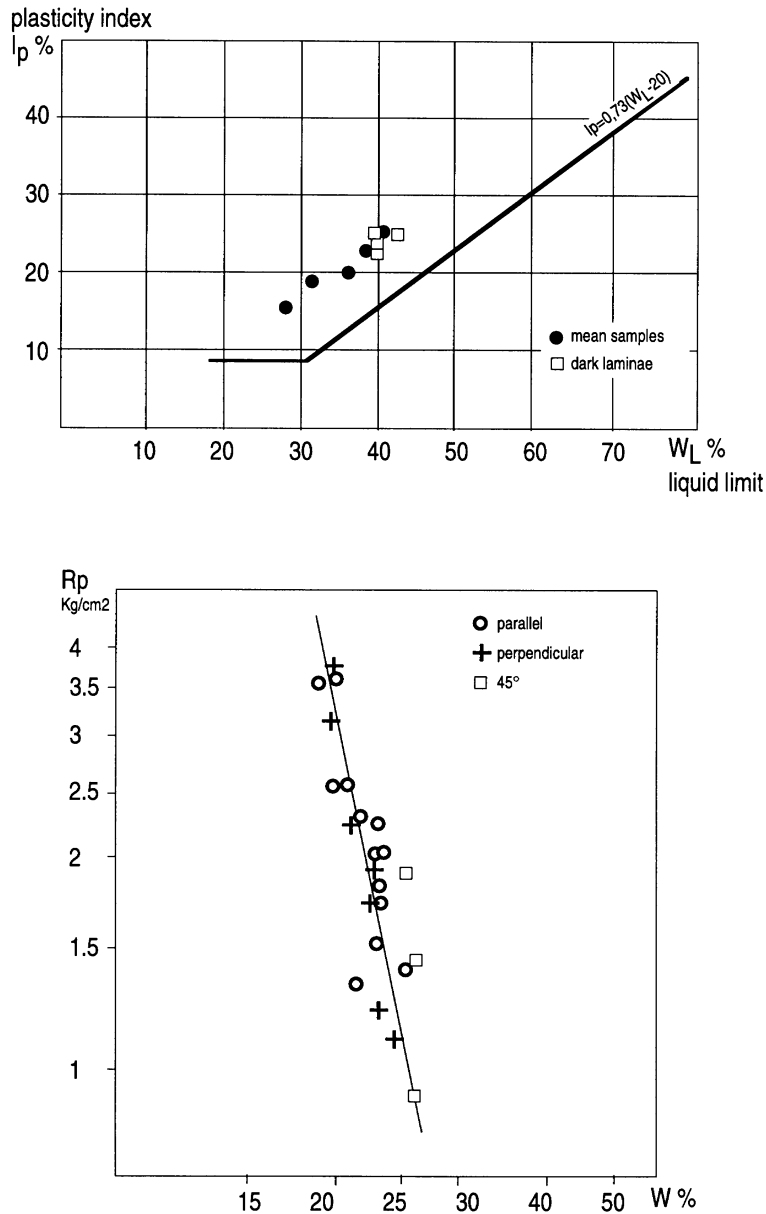 plasticity index
Ip %
40
30
20
10
Ip=0,73(WL-20)
mean samples
dark laminae
10 20 30 40 50 60 70 WL %
liquid limit
Rp
Kg/cm2
4
3.5
3
2.5
2
1.5
1
parallel
perpendicular
45°
15 20 25 30 40 50 W %